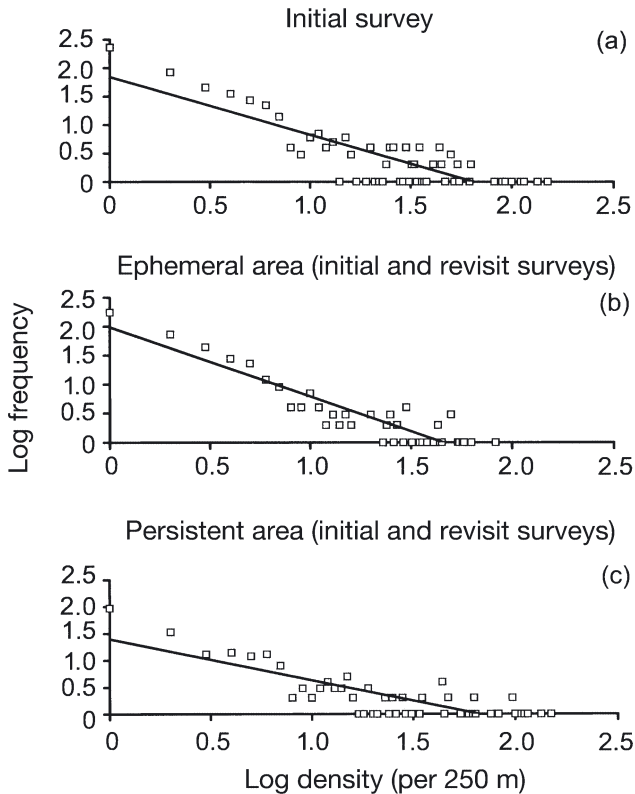 Initial survey
(a)
2.5
2.0
1.5
1.0
0.5
0
0 0.5 1.0 1.5 2.0 2.5
Ephemeral area (initial and revisit surveys)
(b)
2.5
2.0
1.5
1.0
0.5
0
0 0.5 1.0 1.5 2.0 2.5
Log frequency
Persistent area (initial and revisit surveys)
(c)
2.5
2.0
1.5
1.0
0.5
0
0 0.5 1.0 1.5 2.0 2.5
Log density (per 250 m)